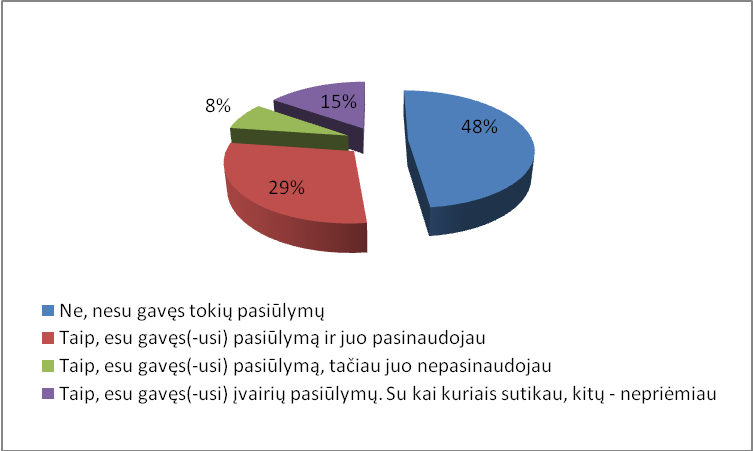 15%
8%
48%
29%
Ne, nesu gavęs tokių pasiūlymų
Taip, esu gavęs(-usi) pasiūlymą ir juo pasinaudojau
Taip, esu gavęs(-usi) pasiūlymą, tačiau juo nepasinaudojau
Taip, esu gavęs(-usi) įvairių pasiūlymų. Su kai kuriais sutikau, kitų - nepriėmiau